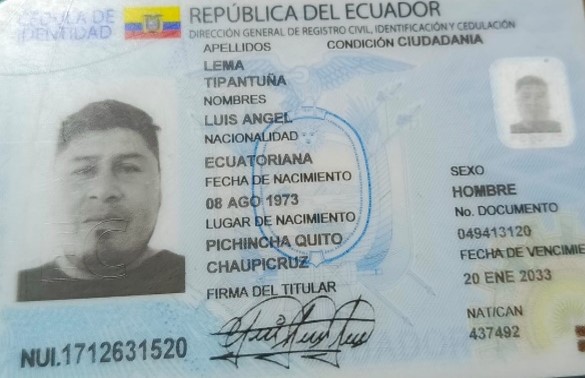 CÉDULA DE
IDENTIDAD
REPÚBLICA DEL ECUADOR
DIRECCIÓN GENERAL DE REGISTRO CIVIL, IDENTIFICACIÓN Y CEDULACIÓN
APELLIDOS
CONDICIÓN CIUDADANIA
LEMA
TIPANTUÑA
NOMBRES
LUIS ANGEL
NACIONALIDAD
ECUATORIANA
FECHA DE NACIMIENTO
08 AGO 1973
LUGAR DE NACIMIENTO
PICHINCHA QUITO
CHAUPICRUZ
FIRMA DEL TITULAR
SEXO
HOMBRE
No. DOCUMENTO
049413120
FECHA DE VENCIMIE
20 ENE 2033
NAT/CAN
437492
NUI.1712631520